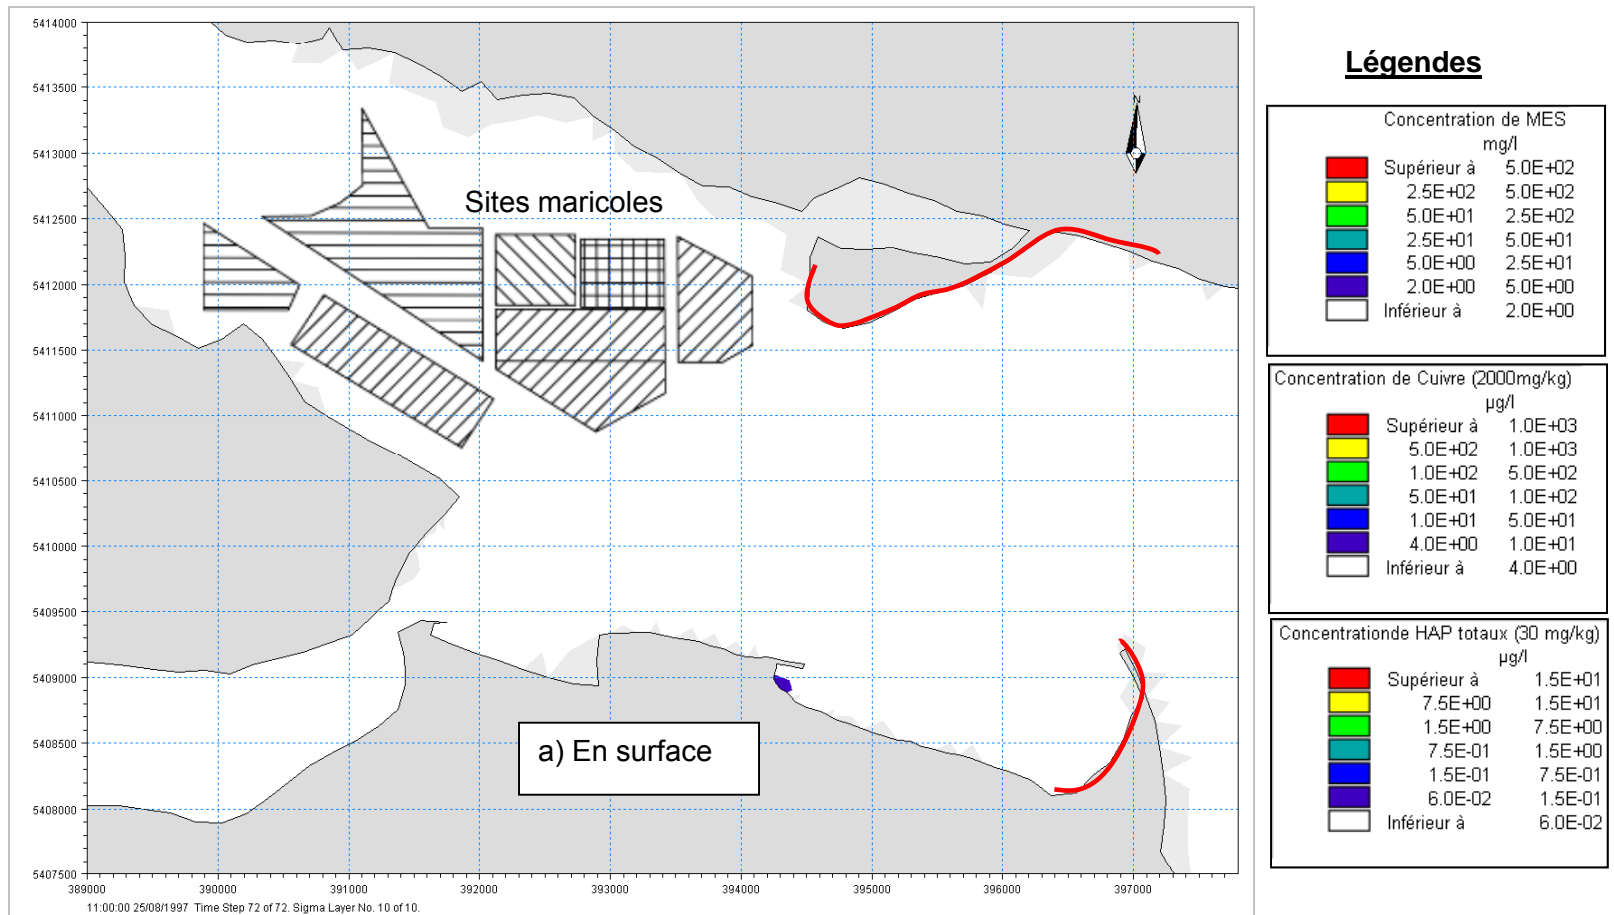 5414000
5413500
5413000
5412500
5412000
5411500
5411000
5410500
5410000
5409500
5409000
5408500
5408000
5407500
389000 390000 391000 392000 393000 394000 395000 396000 397000
N
Sites maricoles
a) En surface
11:00:00 25/08/1997 Time Step 72 of 72. Sigma Layer No. 10 of 10.
Légendes
Concentration de MES
mg/l
Supérieur à 5.0E+02
2.5E+02 5.0E+02
5.0E+01 2.5E+02
2.5E+01 5.0E+01
5.0E+00 2.5E+01
2.0E+00 5.0E+00
Inférieur à 2.0E+00
Concentration de Cuivre (2000mg/kg)
µg/l
Supérieur à 1.0E+03
5.0E+02 1.0E+03
1.0E+02 5.0E+02
5.0E+01 1.0E+02
1.0E+01 5.0E+01
4.0E+00 1.0E+01
Inférieur à 4.0E+00
Concentrationde HAP totaux (30 mg/kg)
µg/l
Supérieur à 1.5E+01
7.5E+00 1.5E+01
1.5E+00 7.5E+00
7.5E-01 1.5E+00
1.5E-01 7.5E-01
6.0E-02 1.5E-01
Inférieur à 6.0E-02